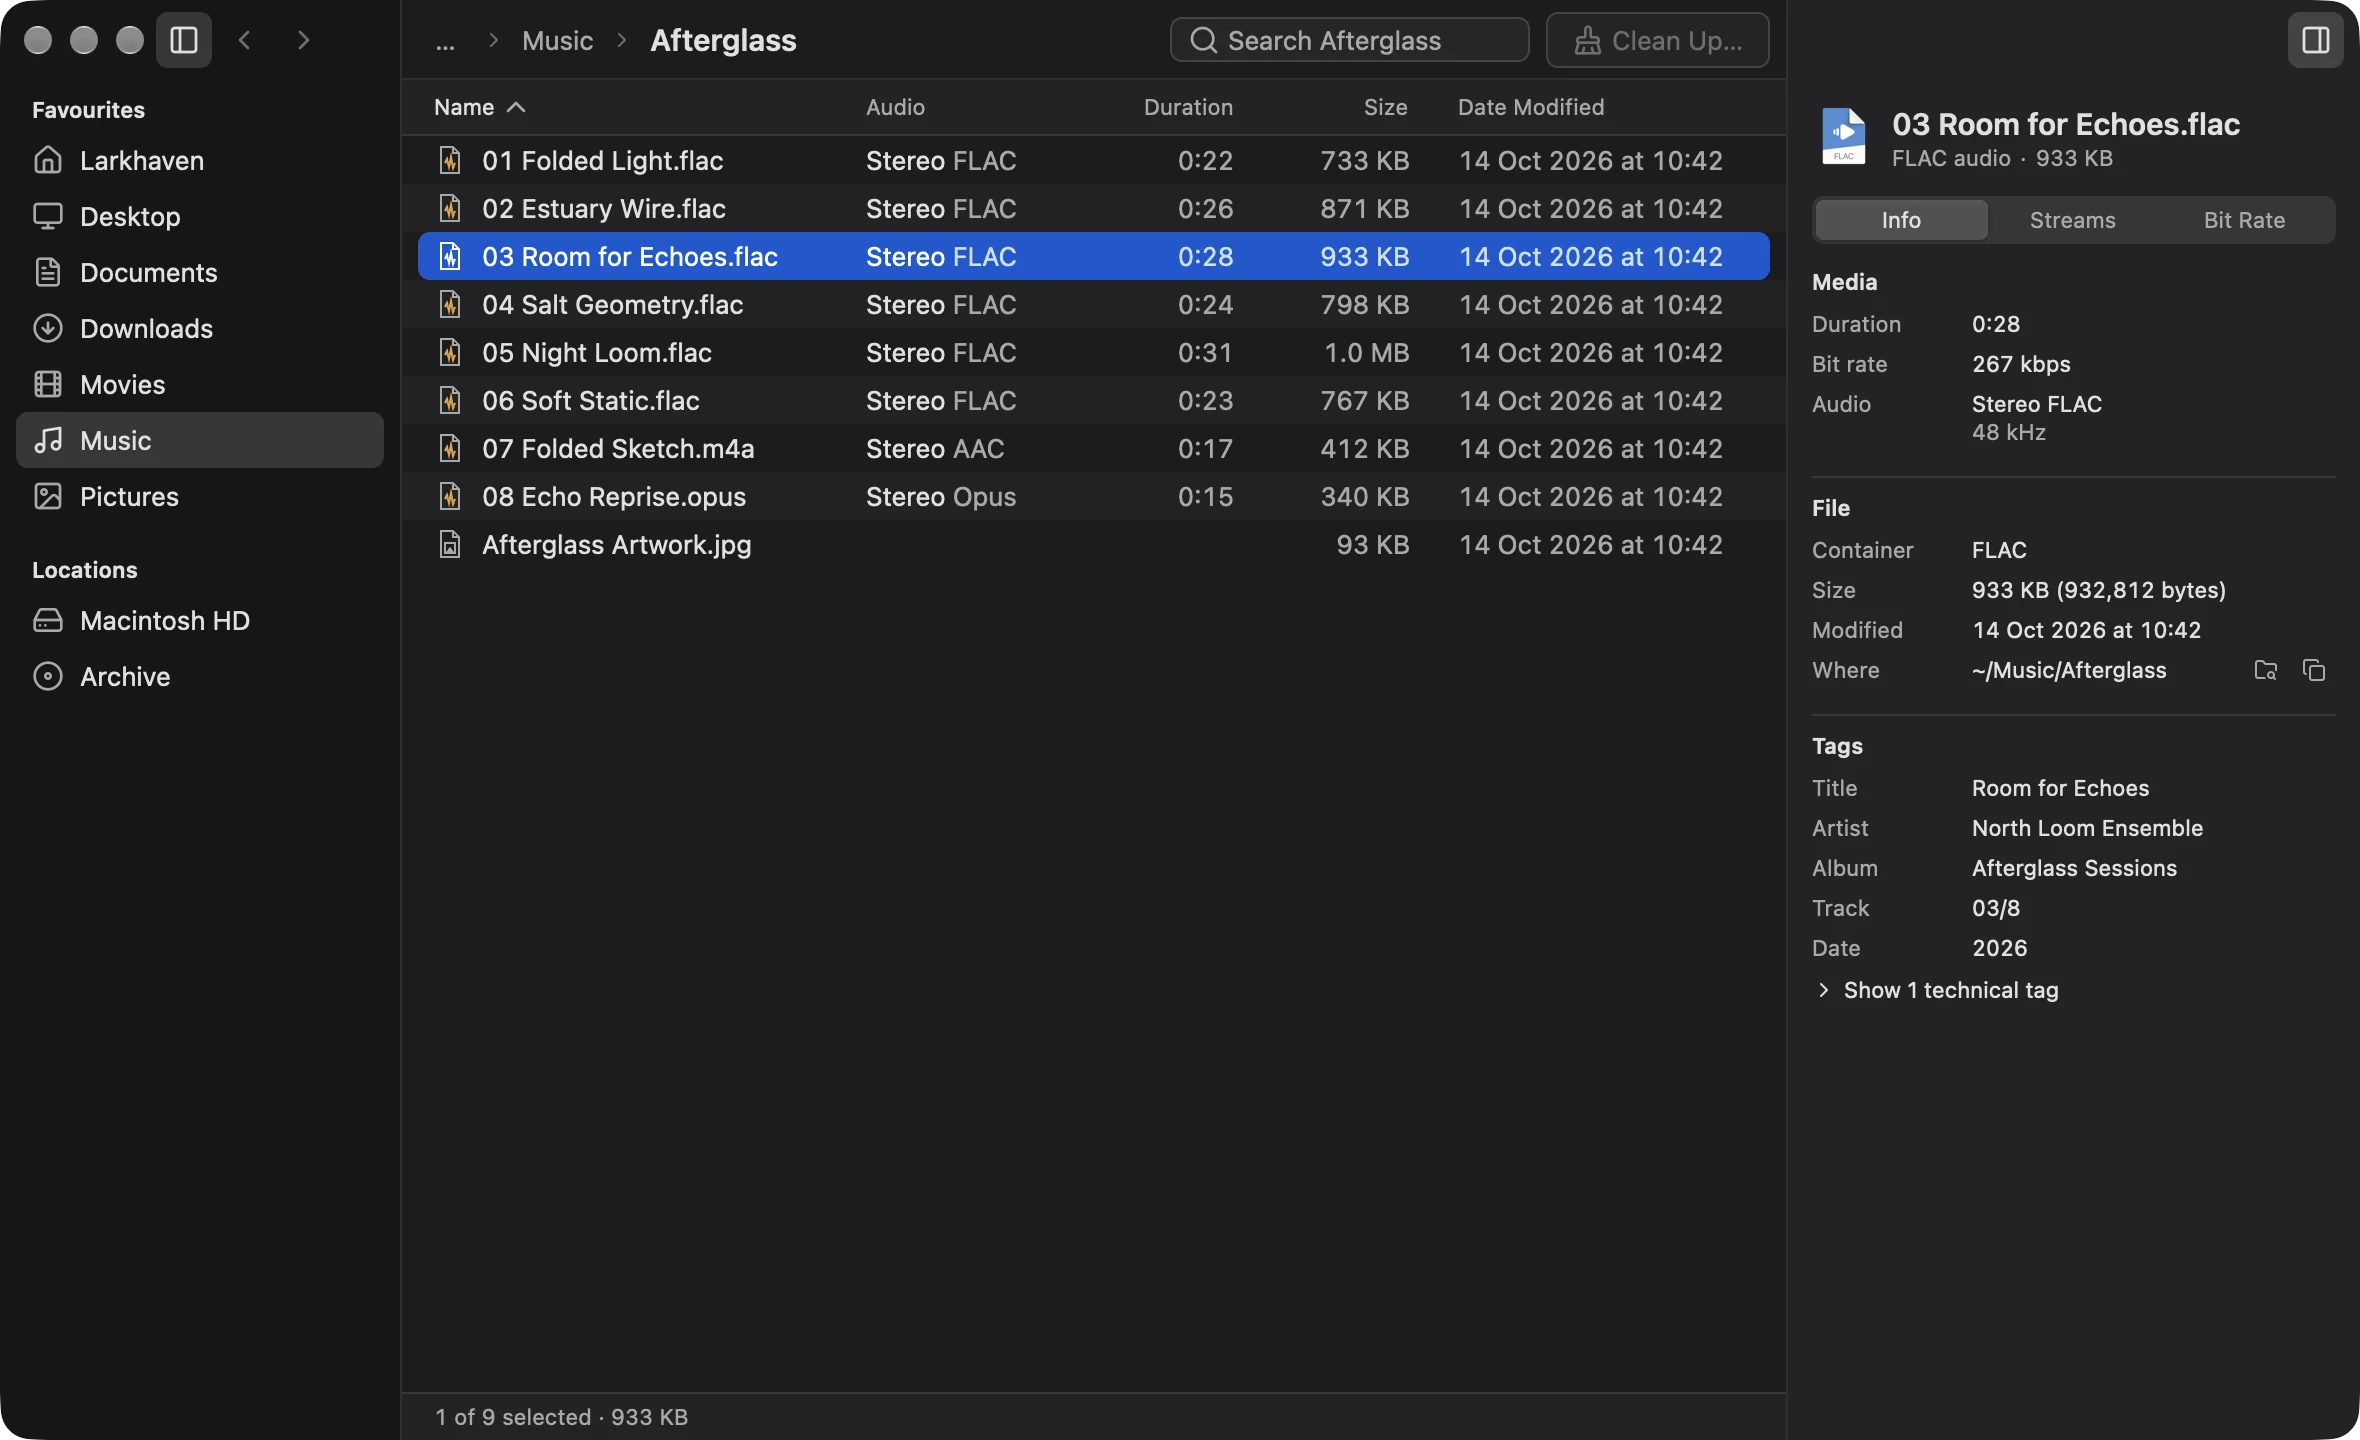 Favourites
Larkhaven
Desktop
Documents
Downloads
Movies
Music
Pictures
Locations
Macintosh HD
Archive
... Music Afterglass
Search Afterglass
Clean Up...
Name Audio Duration Size Date Modified
01 Folded Light.flac Stereo FLAC 0:22 733 KB 14 Oct 2026 at 10:42
02 Estuary Wire.flac Stereo FLAC 0:26 871 KB 14 Oct 2026 at 10:42
03 Room for Echoes.flac Stereo FLAC 0:28 933 KB 14 Oct 2026 at 10:42
04 Salt Geometry.flac Stereo FLAC 0:24 798 KB 14 Oct 2026 at 10:42
05 Night Loom.flac Stereo FLAC 0:31 1.0 MB 14 Oct 2026 at 10:42
06 Soft Static.flac Stereo FLAC 0:23 767 KB 14 Oct 2026 at 10:42
07 Folded Sketch.m4a Stereo AAC 0:17 412 KB 14 Oct 2026 at 10:42
08 Echo Reprise.opus Stereo Opus 0:15 340 KB 14 Oct 2026 at 10:42
Afterglass Artwork.jpg 93 KB 14 Oct 2026 at 10:42
1 of 9 selected · 933 KB
FLAC
03 Room for Echoes.flac
FLAC audio · 933 KB
Info Streams Bit Rate
Media
Duration 0:28
Bit rate 267 kbps
Audio Stereo FLAC
48 kHz
File
Container FLAC
Size 933 KB (932,812 bytes)
Modified 14 Oct 2026 at 10:42
Where ~/Music/Afterglass
Tags
Title Room for Echoes
Artist North Loom Ensemble
Album Afterglass Sessions
Track 03/8
Date 2026
Show 1 technical tag